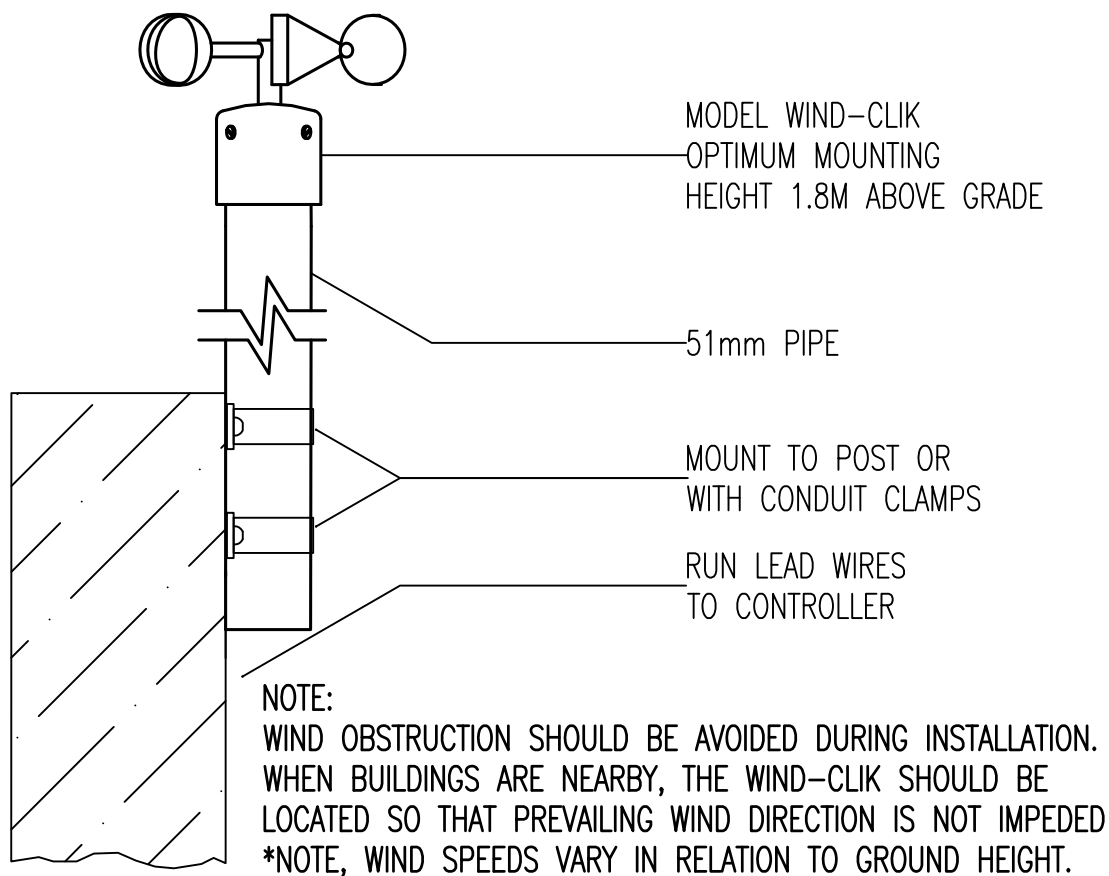 MODEL WIND-CLIK
OPTIMUM MOUNTING
HEIGHT 1.8M ABOVE GRADE
51mm PIPE
MOUNT TO POST OR
WITH CONDUIT CLAMPS
RUN LEAD WIRES
TO CONTROLLER
NOTE:
WIND OBSTRUCTION SHOULD BE AVOIDED DURING INSTALLATION.
WHEN BUILDINGS ARE NEARBY, THE WIND-CLIK SHOULD BE
LOCATED SO THAT PREVAILING WIND DIRECTION IS NOT IMPEDED
*NOTE, WIND SPEEDS VARY IN RELATION TO GROUND HEIGHT.